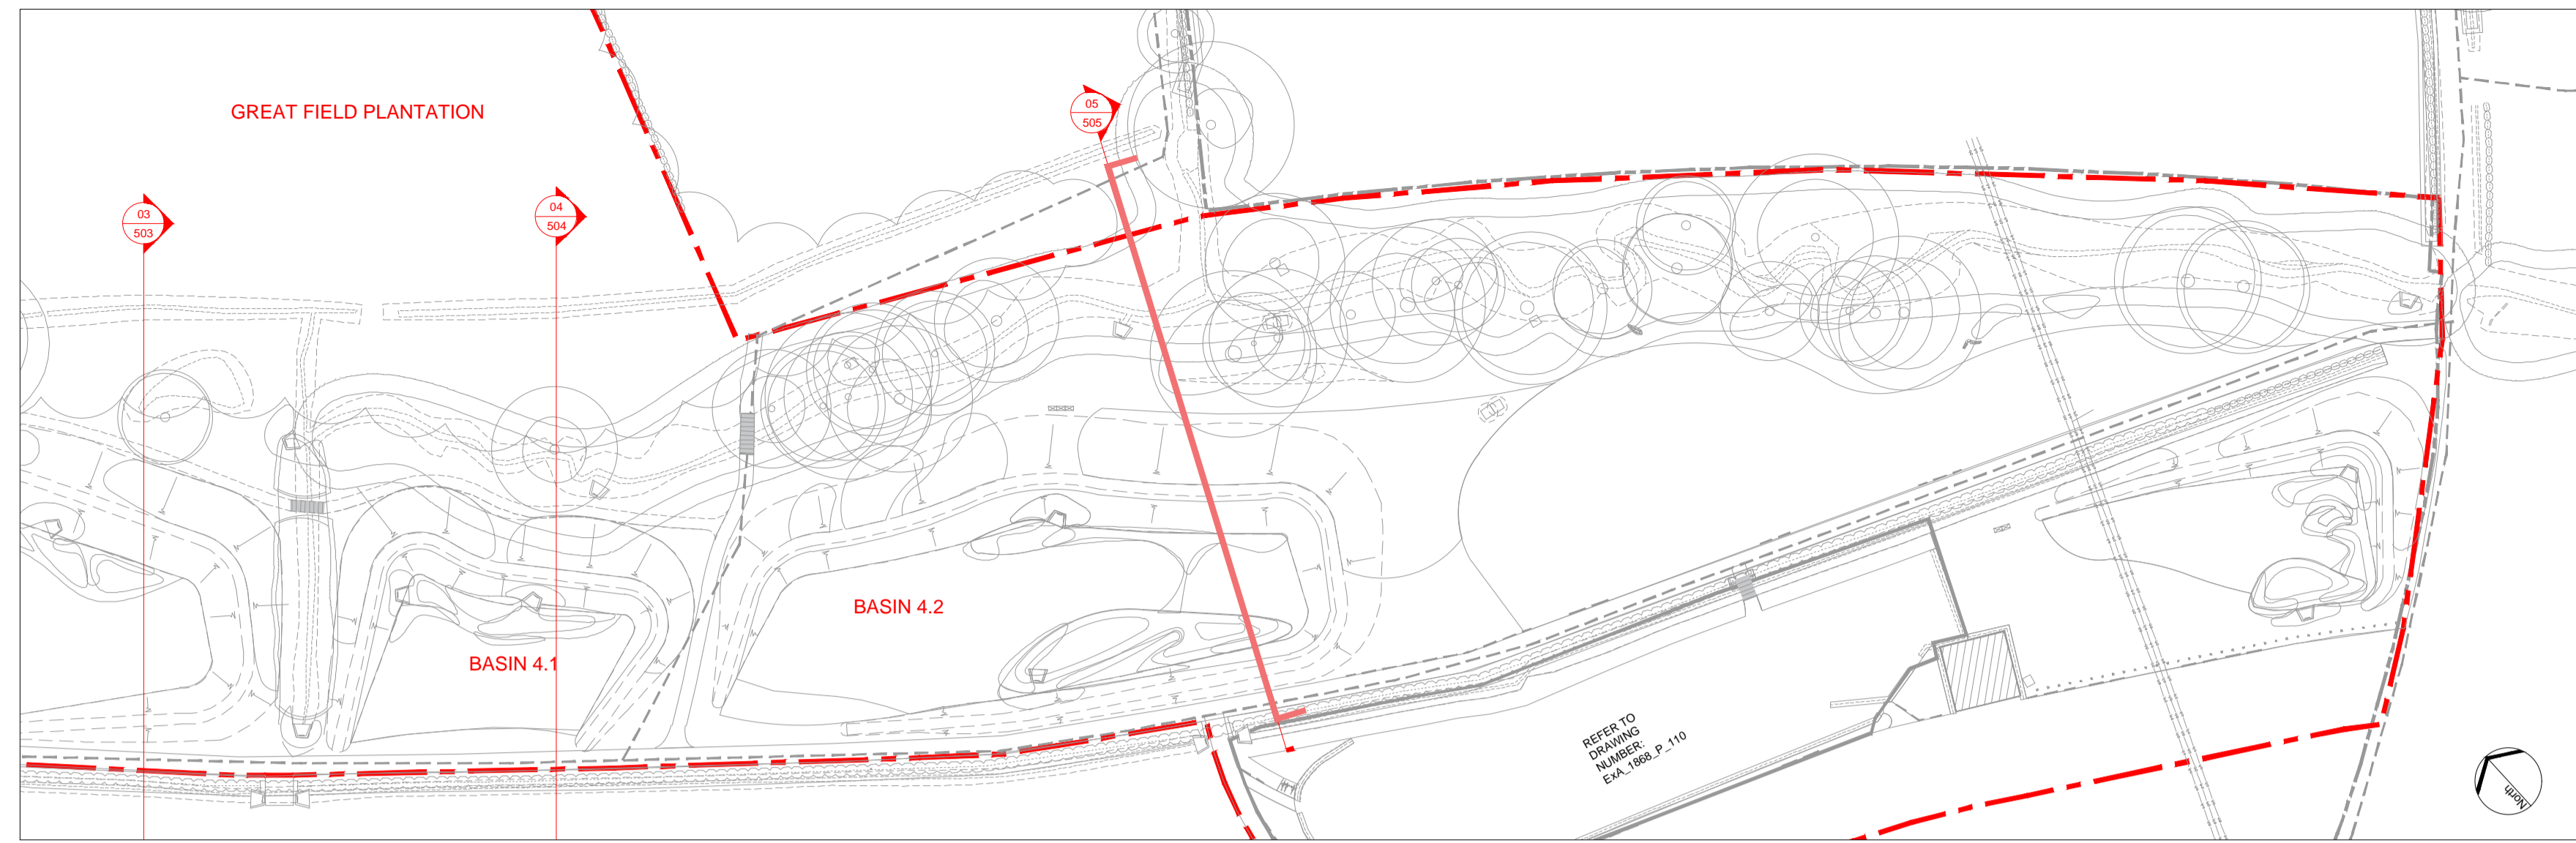 GREAT FIELD PLANTATION
05
505
03
503
04
504
BASIN 4.2
BASIN 4.1
REFER TO
DRAWING
NUMBER:
ExA_1868_P_110
North